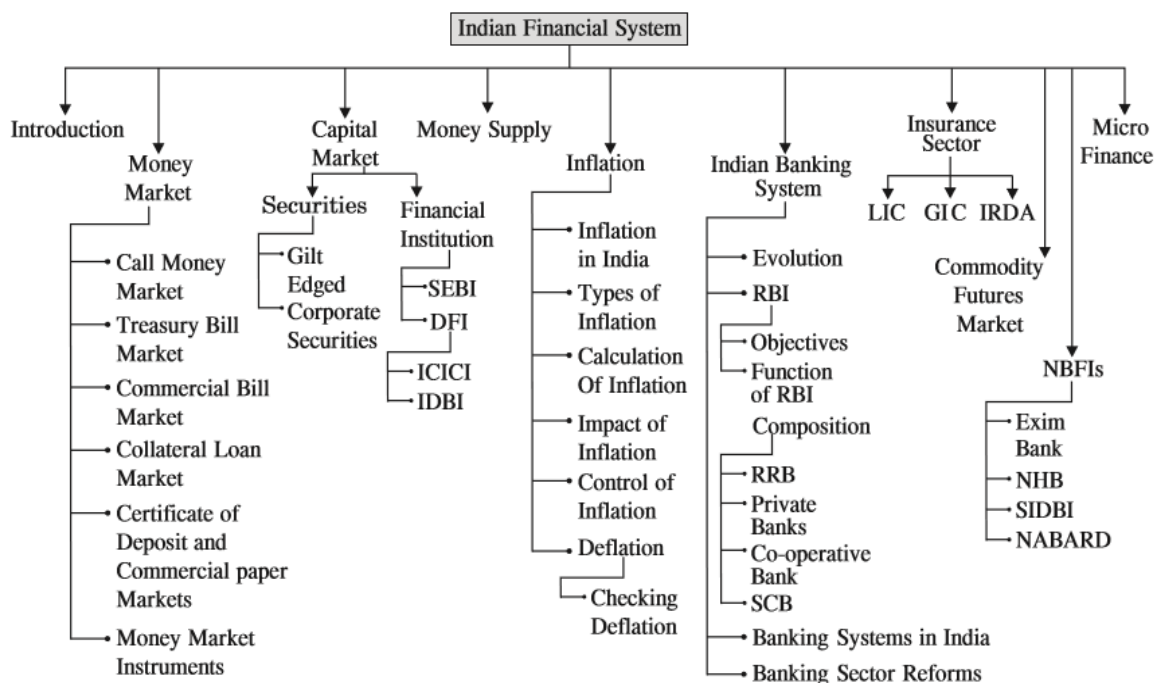 Indian Financial System
Introduction
Money
Market
Call Money
Market
Treasury Bill
Market
Commercial Bill
Market
Collateral Loan
Market
Certificate of
Deposit and
Commercial paper
Markets
Money Market
Instruments
Capital
Market
Securities
Gilt
Edged
Corporate
Securities
Financial
Institution
SEBI
DFI
ICICI
IDBI
Money Supply
Inflation
Inflation
in India
Types of
Inflation
Calculation
Of Inflation
Impact of
Inflation
Control of
Inflation
Deflation
Checking
Deflation
Indian Banking
System
Evolution
RBI
Objectives
Function
of RBI
Composition
RRB
Private
Banks
Co-operative
Bank
SCB
Banking Systems in India
Banking Sector Reforms
Insurance
Sector
LIC GIC IRDA
Commodity
Futures
Market
NBFIs
Exim
Bank
NHB
SIDBI
NABARD
Micro
Finance